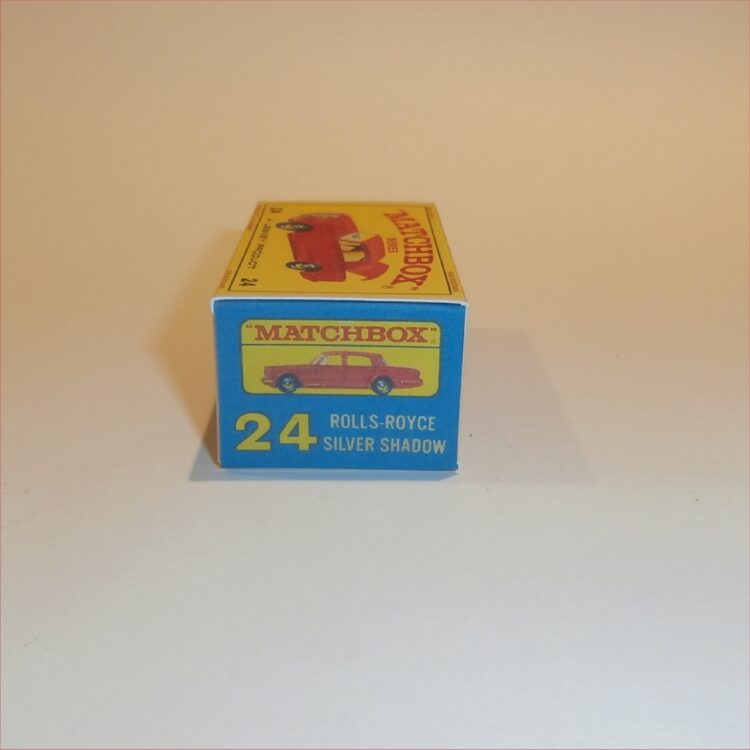 "MATCHBOX"
SERIES
24 A LESNEY PRODUCT 24
"MATCHBOX"
24 ROLLS-ROYCE
SILVER SHADOW